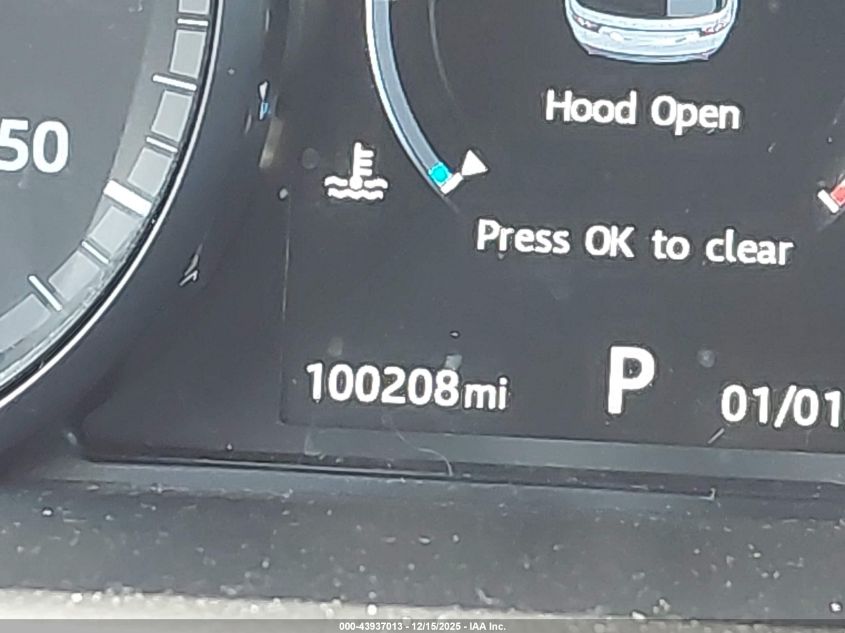 50
Hood Open
Press OK to clear
100208mi
P
01/01
000-43937013 - 12/15/2025 - IAA Inc.